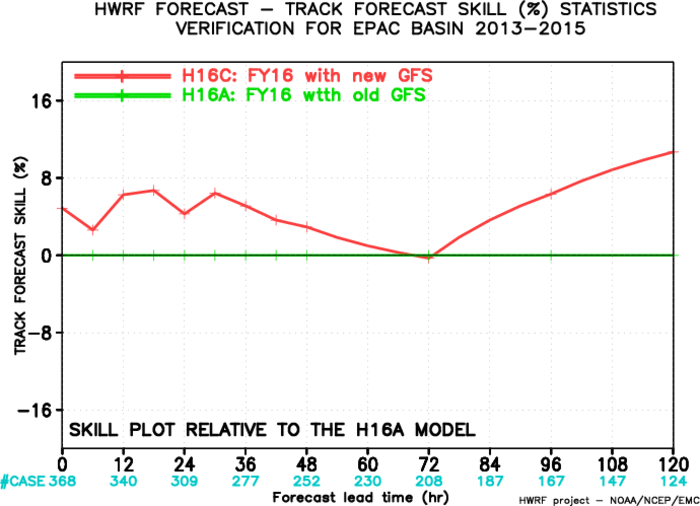 HWRF FORECAST – TRACK FORECAST SKILL (%) STATISTICS
VERIFICATION FOR EPAC BASIN 2013–2015
H16C: FY16 with new GFS
H16A: FY16 wtth old GFS
TRACK FORECAST SKILL (%)
16
8
0
–8
–16
SKILL PLOT RELATIVE TO THE H16A MODEL
0 12 24 36 48 60 72 84 96 108 120
#CASE 368 340 309 277 252 230 208 187 167 147 124
Forecast lead time (hr)
HWRF project – NOAA/NCEP/EMC